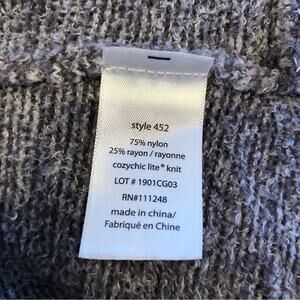 style 452
75% nylon
25% rayon / rayonne
cozychic lite® knit
LOT # 1901CG03
RN#111248
made in china/
Fabriqué en Chine